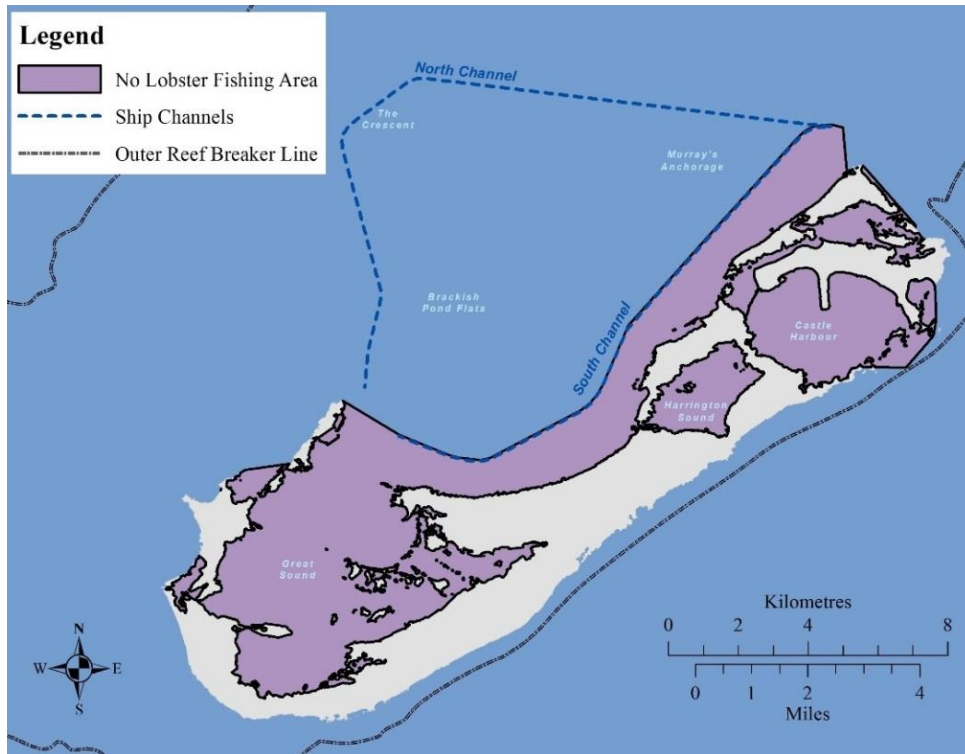 Legend
No Lobster Fishing Area
Ship Channels
Outer Reef Breaker Line
North Channel
The
Crescent
Murray's
Anchorage
Brackish
Pond Flats
South Channel
Castle
Harbour
Harrington
Sound
Great
Sound
N
W E
S
Kilometres
0 2 4 8
0 1 2 4
Miles